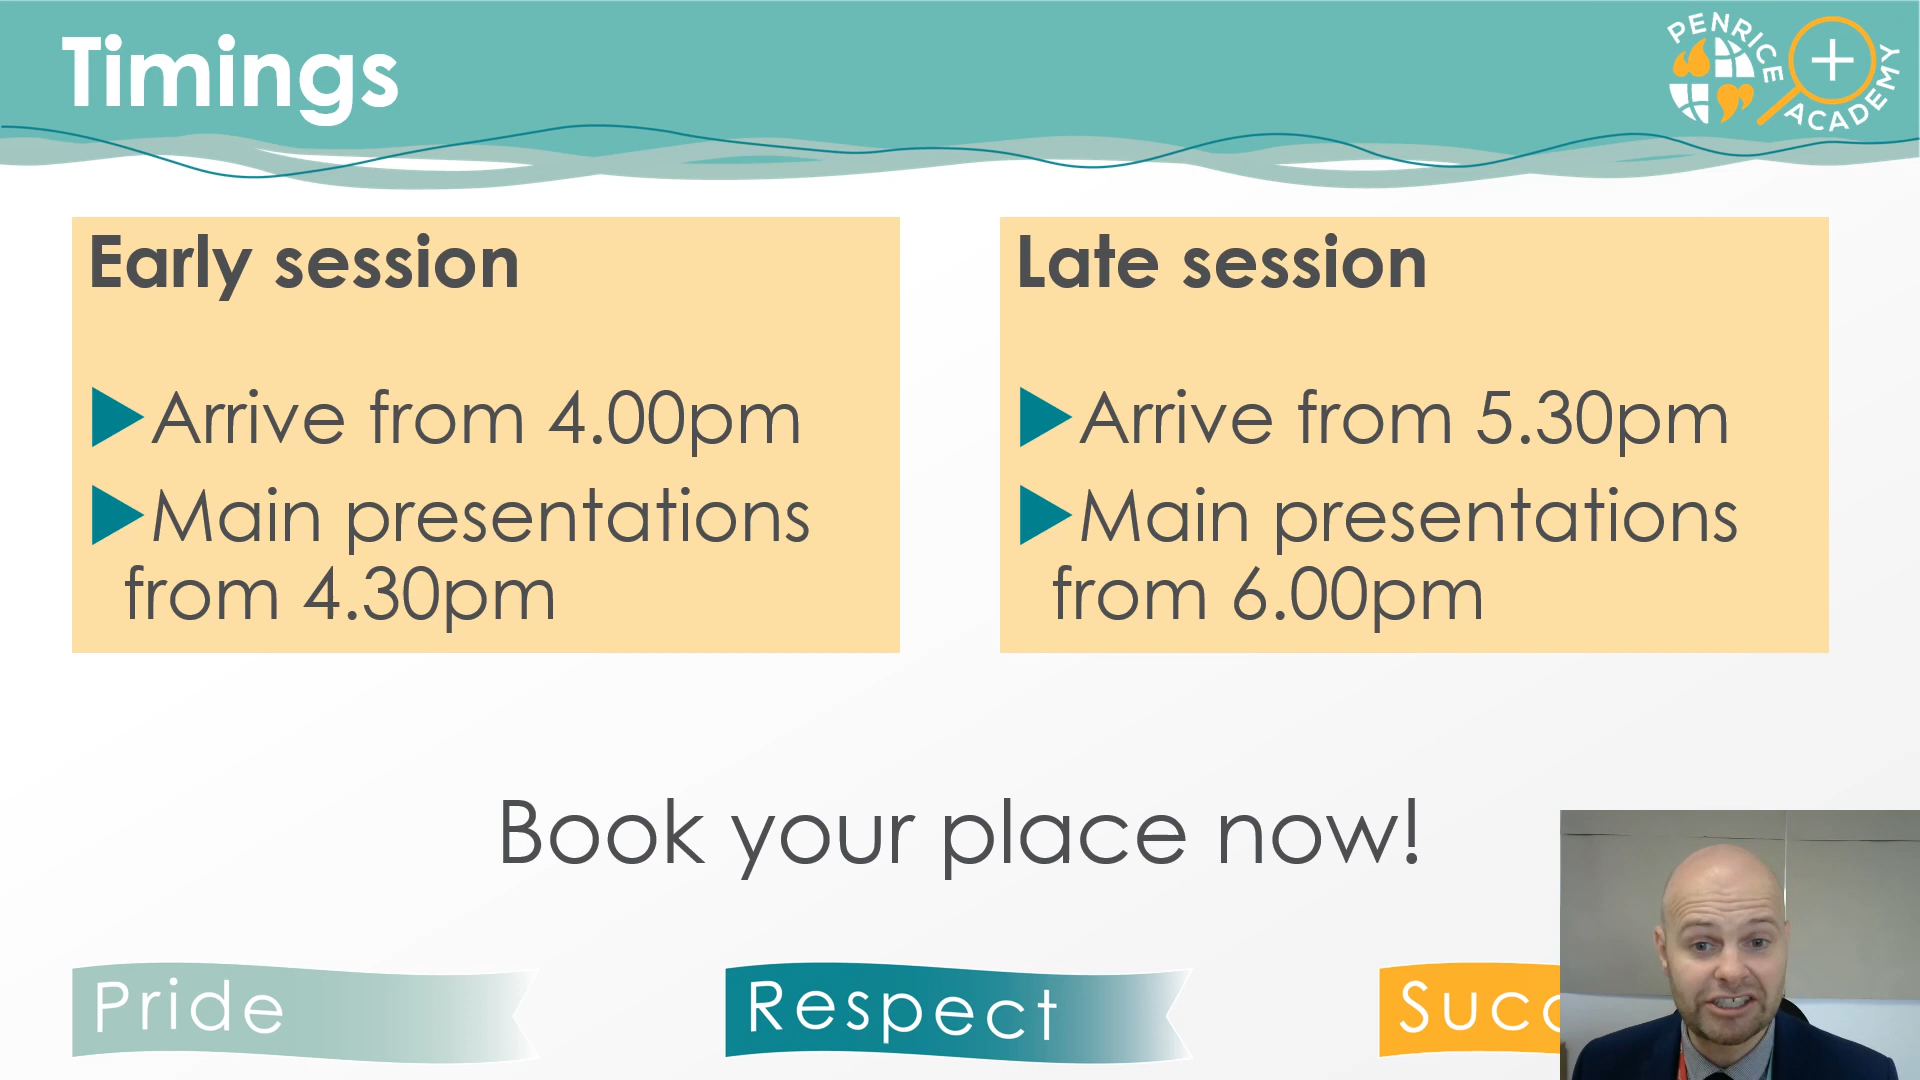 Timings
PENRICE
ACADEMY
Early session
Arrive from 4.00pm
Main presentations
from 4.30pm
Late session
Arrive from 5.30pm
Main presentations
from 6.00pm
Book your place now!
Pride
Respect